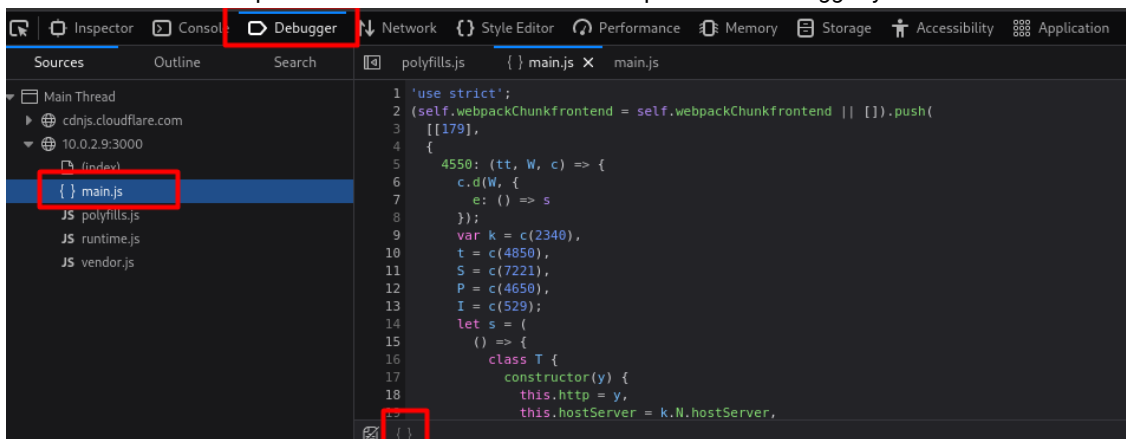 Inspector Console Debugger Network {} Style Editor Performance Memory Storage Accessibility Application
Sources Outline Search polyfills.js { } main.js X main.js
Main Thread
cdnjs.cloudflare.com
10.0.2.9:3000
(index)
{ } main.js
JS polyfills.js
JS runtime.js
JS vendor.js
1 'use strict';
2 (self.webpackChunkfrontend = self.webpackChunkfrontend || []).push(
3 [[179],
4 {
5 4550: (tt, W, c) => {
6 c.d(W, {
7 e: () => s
8 });
9 var k = c(2340),
10 t = c(4850),
11 S = c(7221),
12 P = c(4650),
13 I = c(529);
14 let s = (
15 () => {
16 class T {
17 constructor(y) {
18 this.http = y,
19 this.hostServer = k.N.hostServer,
{ }